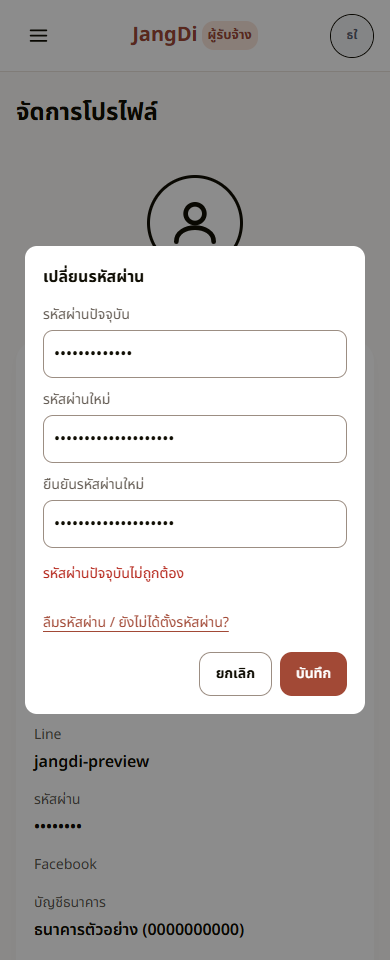 JangDi ผู้รับจ้าง
ธใ
จัดการโปรไฟล์
เปลี่ยนรหัสผ่าน
รหัสผ่านปัจจุบัน
•••••••••••••
รหัสผ่านใหม่
••••••••••••••••••••
ยืนยันรหัสผ่านใหม่
••••••••••••••••••••
รหัสผ่านปัจจุบันไม่ถูกต้อง
ลืมรหัสผ่าน / ยังไม่ได้ตั้งรหัสผ่าน?
ยกเลิก
บันทึก
Line
jangdi-preview
รหัสผ่าน
••••••••
Facebook
บัญชีธนาคาร
ธนาคารตัวอย่าง (0000000000)